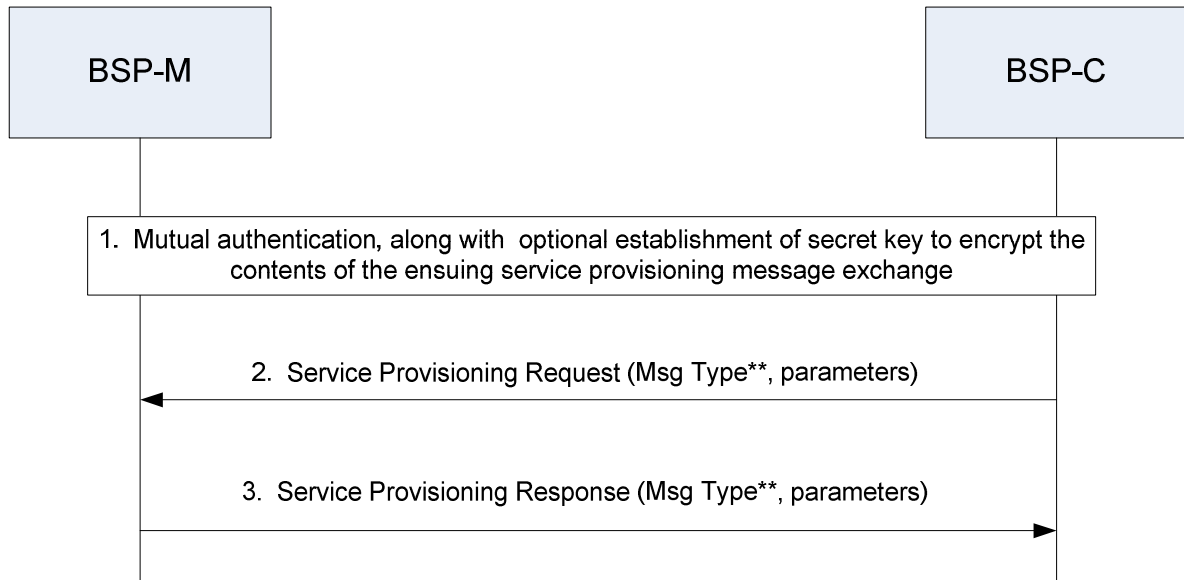 BSP-M
BSP-C
1. Mutual authentication, along with optional establishment of secret key to encrypt the
contents of the ensuing service provisioning message exchange
2. Service Provisioning Request (Msg Type**, parameters)
3. Service Provisioning Response (Msg Type**, parameters)